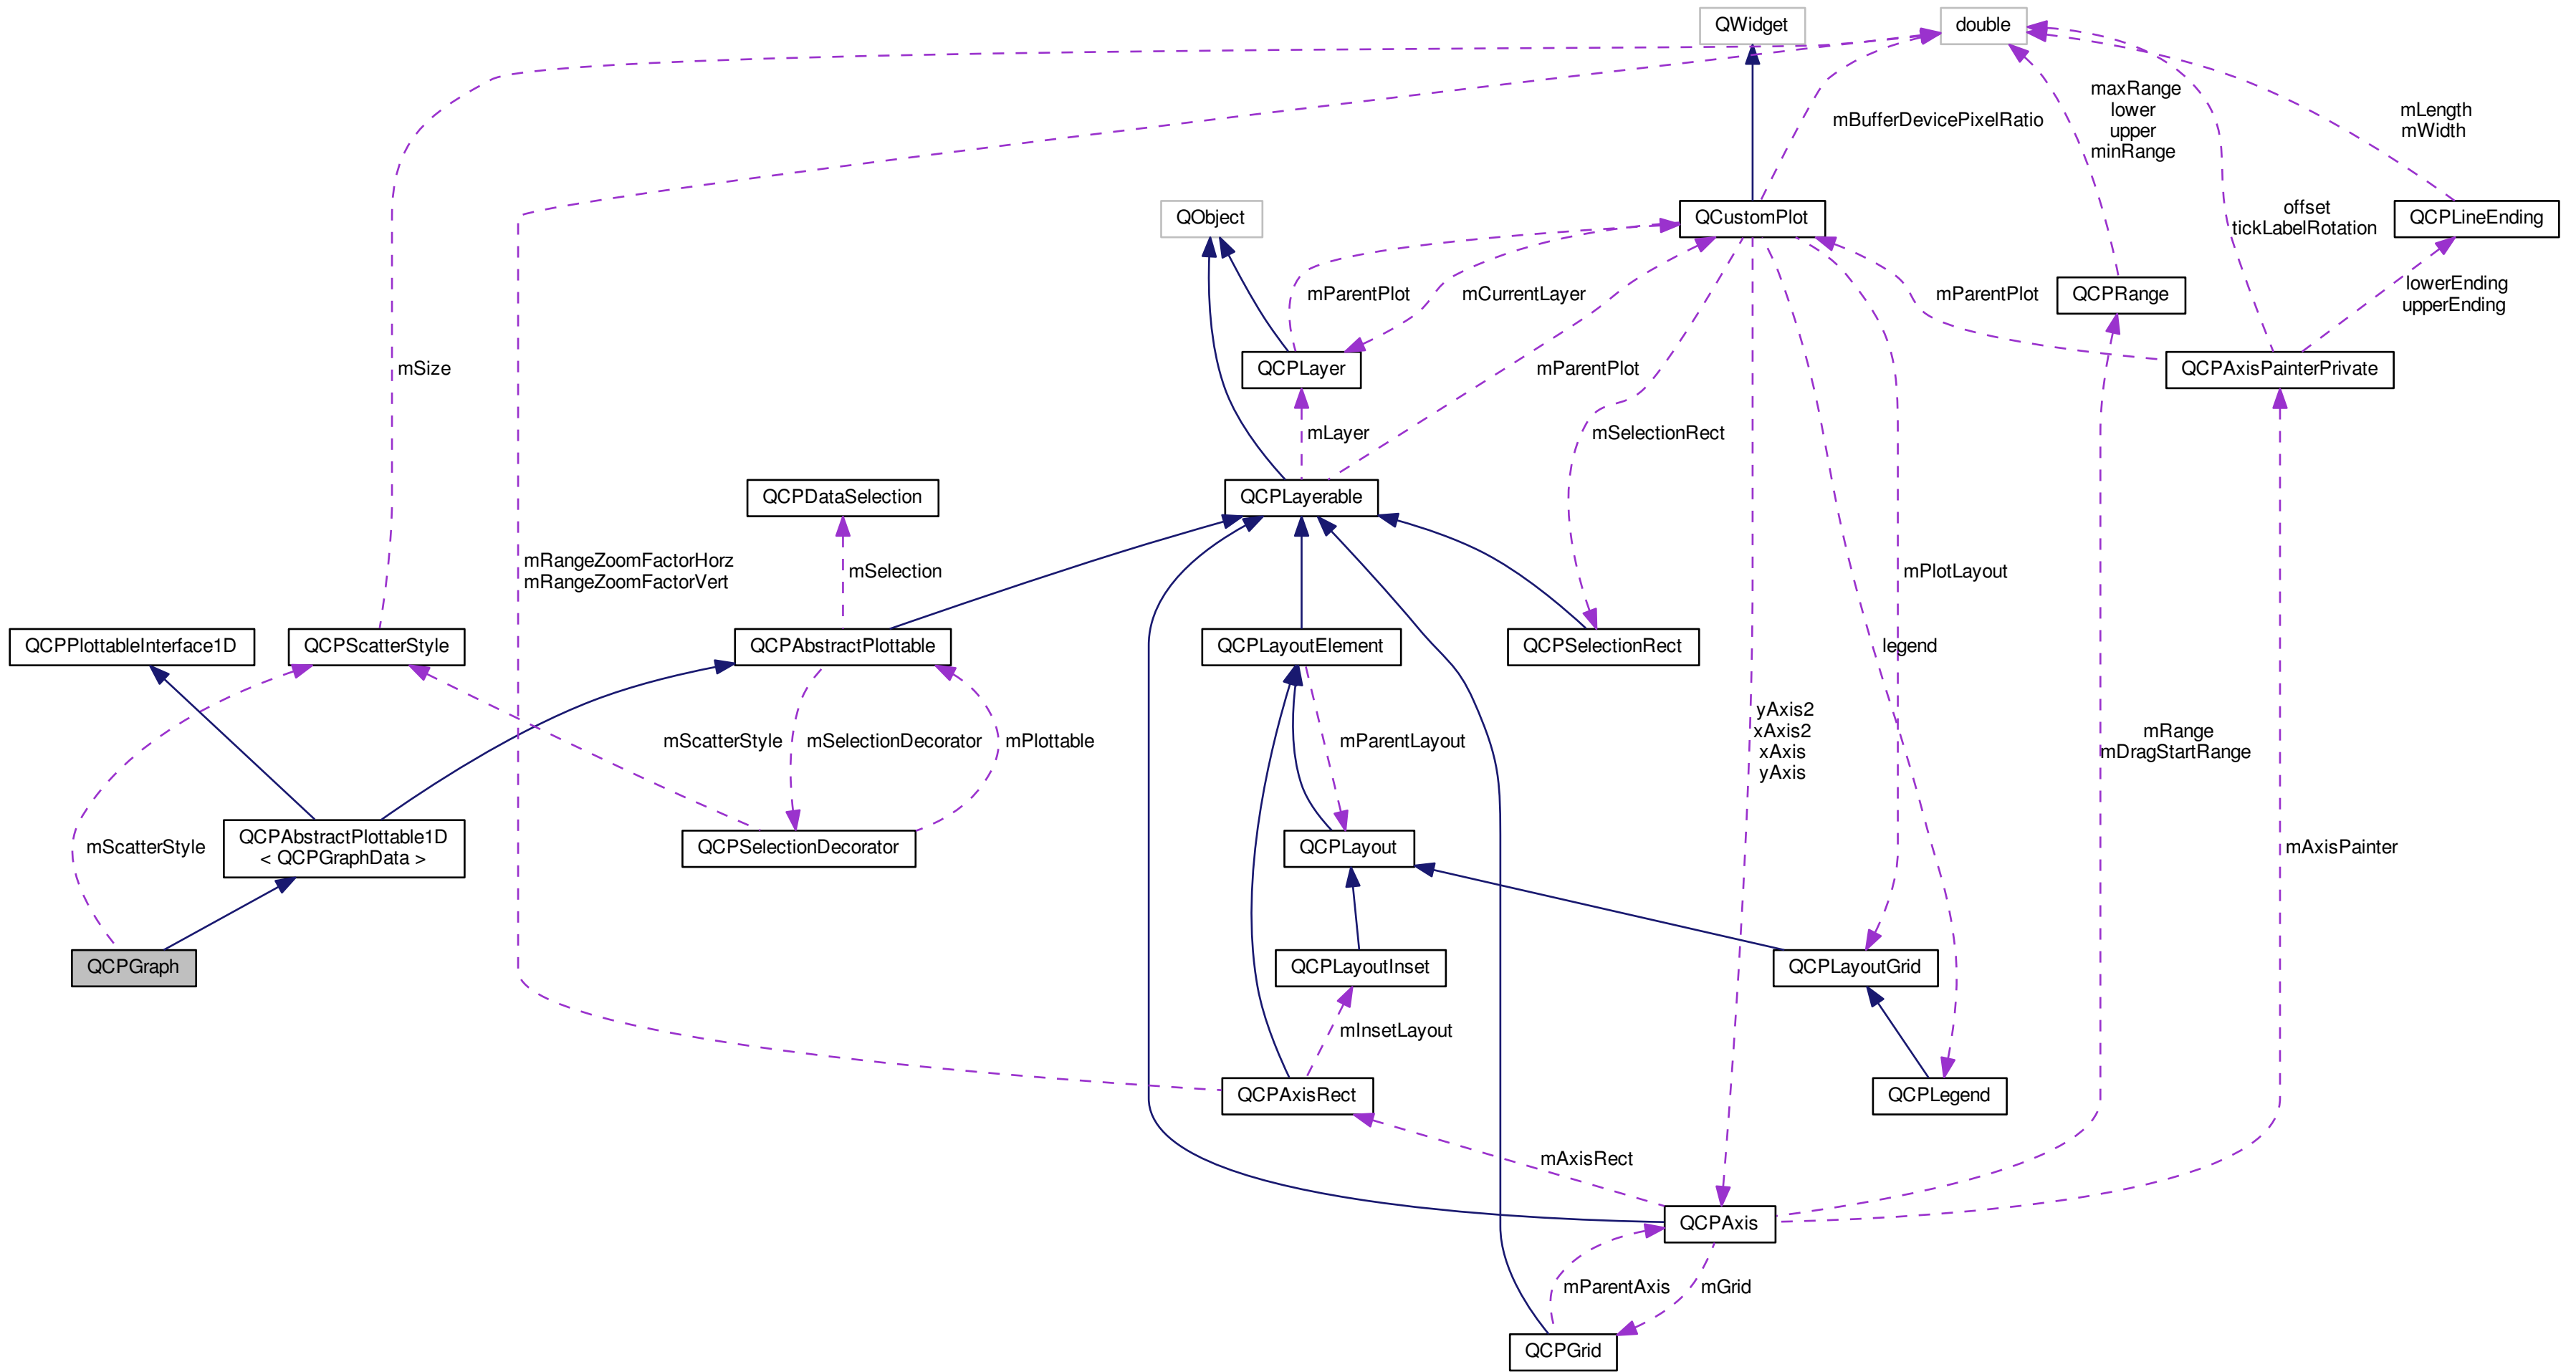 QWidget
double
maxRange
lower
upper
minRange
mLength
mWidth
mBufferDevicePixelRatio
QObject
QCustomPlot
offset
tickLabelRotation
QCPLineEnding
mParentPlot
mCurrentLayer
mParentPlot
QCPRange
lowerEnding
upperEnding
mSize
QCPLayer
mParentPlot
QCPAxisPainterPrivate
mLayer
mSelectionRect
QCPDataSelection
QCPLayerable
mRangeZoomFactorHorz
mRangeZoomFactorVert
mSelection
mPlotLayout
QCPPlottableInterface1D
QCPScatterStyle
QCPAbstractPlottable
QCPLayoutElement
QCPSelectionRect
legend
mScatterStyle
mSelectionDecorator
mPlottable
mParentLayout
yAxis2
xAxis2
xAxis
yAxis
mRange
mDragStartRange
mScatterStyle
QCPAbstractPlottable1D
< QCPGraphData >
QCPSelectionDecorator
QCPLayout
mAxisPainter
QCPGraph
QCPLayoutInset
QCPLayoutGrid
mInsetLayout
QCPAxisRect
QCPLegend
mAxisRect
QCPAxis
mParentAxis
mGrid
QCPGrid